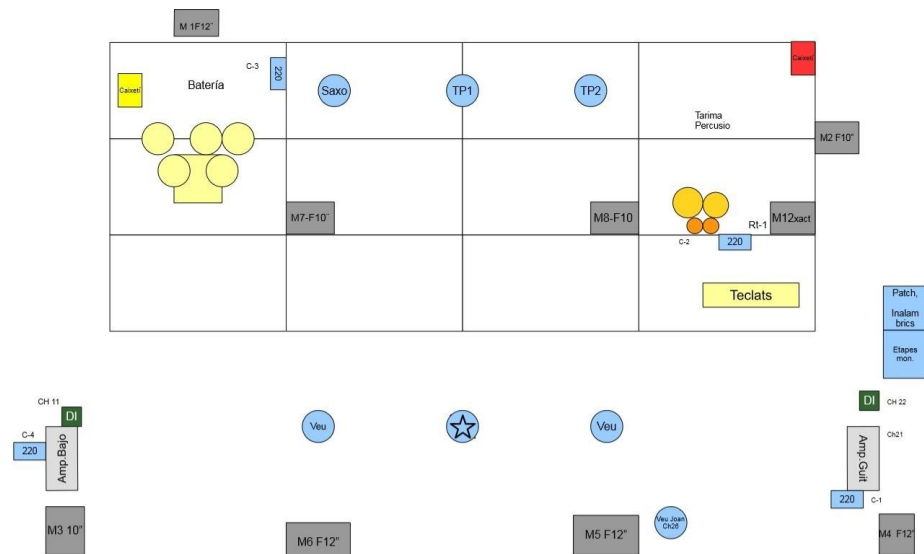 M 1F12¨
C-3
220
Caixetí
Batería
Saxo
TP1
TP2
Caixetí
Tarima
Percusio
M2 F10"
M7-F10¨
M8-F10
Rt-1
M12xact
C-2
220
Teclats
Patch,
Inalam
brics
Etapes
mon.
CH 11
DI
DI
CH 22
C-4
220
Amp.Bajo
Veu
Veu
Amp.Guit
Ch21
220
C-1
M3 10"
M6 F12"
M5 F12"
Veu Joan
Ch26
M4 F12"